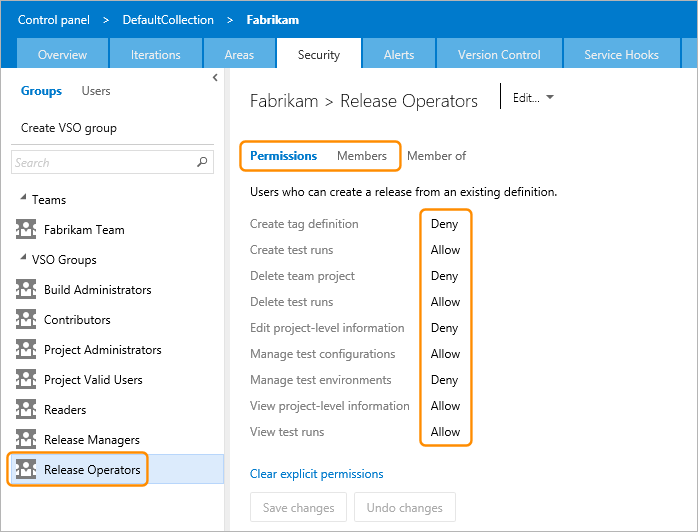 Control panel > DefaultCollection > Fabrikam
Overview Iterations Areas Security Alerts Version Control Service Hooks
Groups Users
Create VSO group
Search
Teams
Fabrikam Team
VSO Groups
Build Administrators
Contributors
Project Administrators
Project Valid Users
Readers
Release Managers
Release Operators
Fabrikam > Release Operators
Edit...
Permissions Members Member of
Users who can create a release from an existing definition.
Create tag definition Deny
Create test runs Allow
Delete team project Deny
Delete test runs Allow
Edit project-level information Deny
Manage test configurations Allow
Manage test environments Deny
View project-level information Allow
View test runs Allow
Clear explicit permissions
Save changes Undo changes